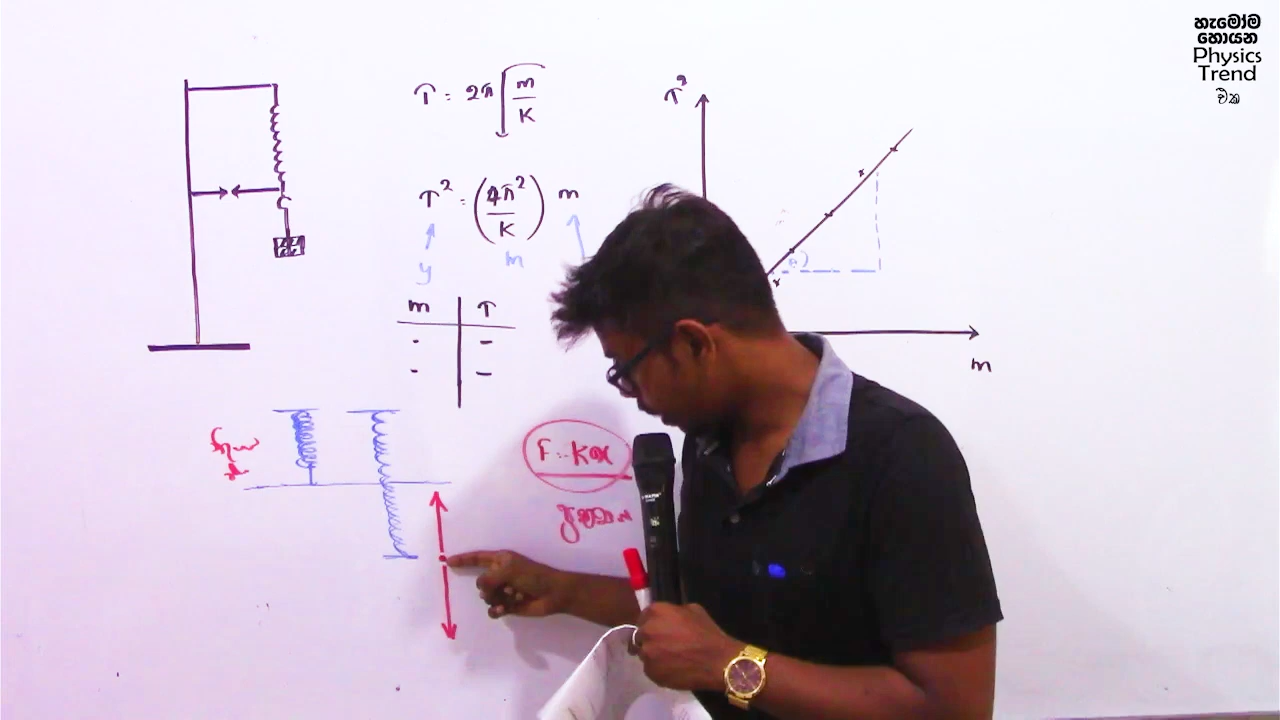 හැමෝම
හොයන
Physics
Trend
එක
T = 2π√(m/K)
T² = (4π²/K) m
y
m
m | T
- | -
- | -
F = kx
T²
m